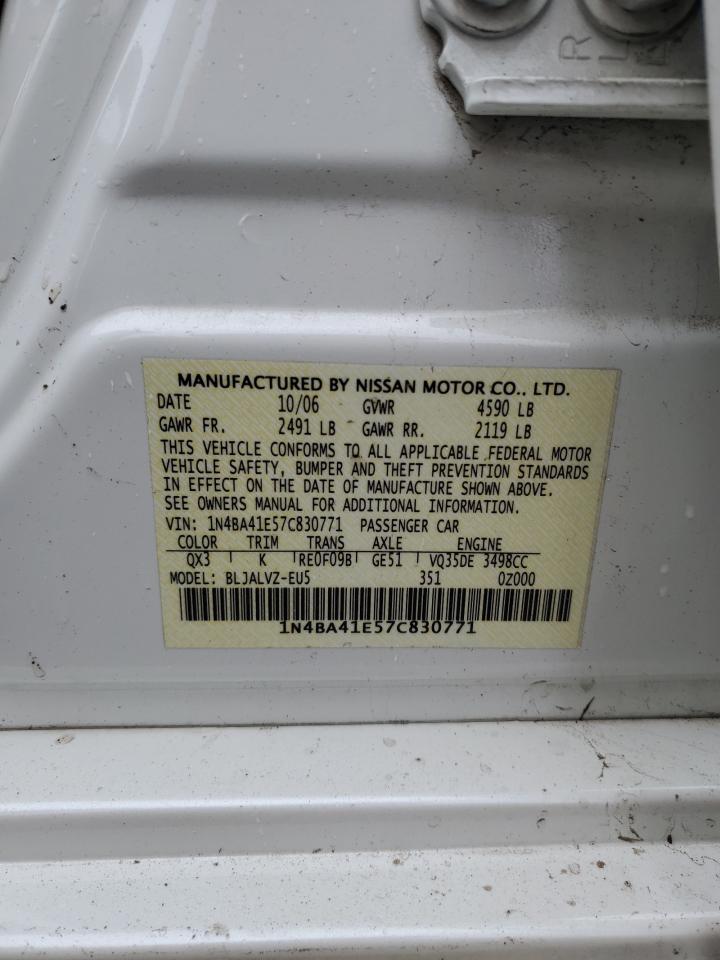 R
L
MANUFACTURED BY NISSAN MOTOR CO., LTD.
DATE 10/06 GVWR 4590 LB
GAWR FR. 2491 LB GAWR RR. 2119 LB
THIS VEHICLE CONFORMS TO ALL APPLICABLE FEDERAL MOTOR
VEHICLE SAFETY, BUMPER AND THEFT PREVENTION STANDARDS
IN EFFECT ON THE DATE OF MANUFACTURE SHOWN ABOVE.
SEE OWNERS MANUAL FOR ADDITIONAL INFORMATION.
VIN: 1N4BA41E57C830771 PASSENGER CAR
COLOR TRIM TRANS AXLE ENGINE
QX3 K RE0F09B GE51 VQ35DE 3498CC
MODEL: BLJALVZ-EU5 351 0Z000
1N4BA41E57C830771